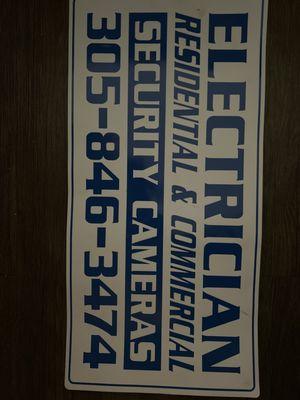 ELECTRICIAN
RESIDENTIAL & COMMERCIAL
SECURITY CAMERAS
305-846-3474